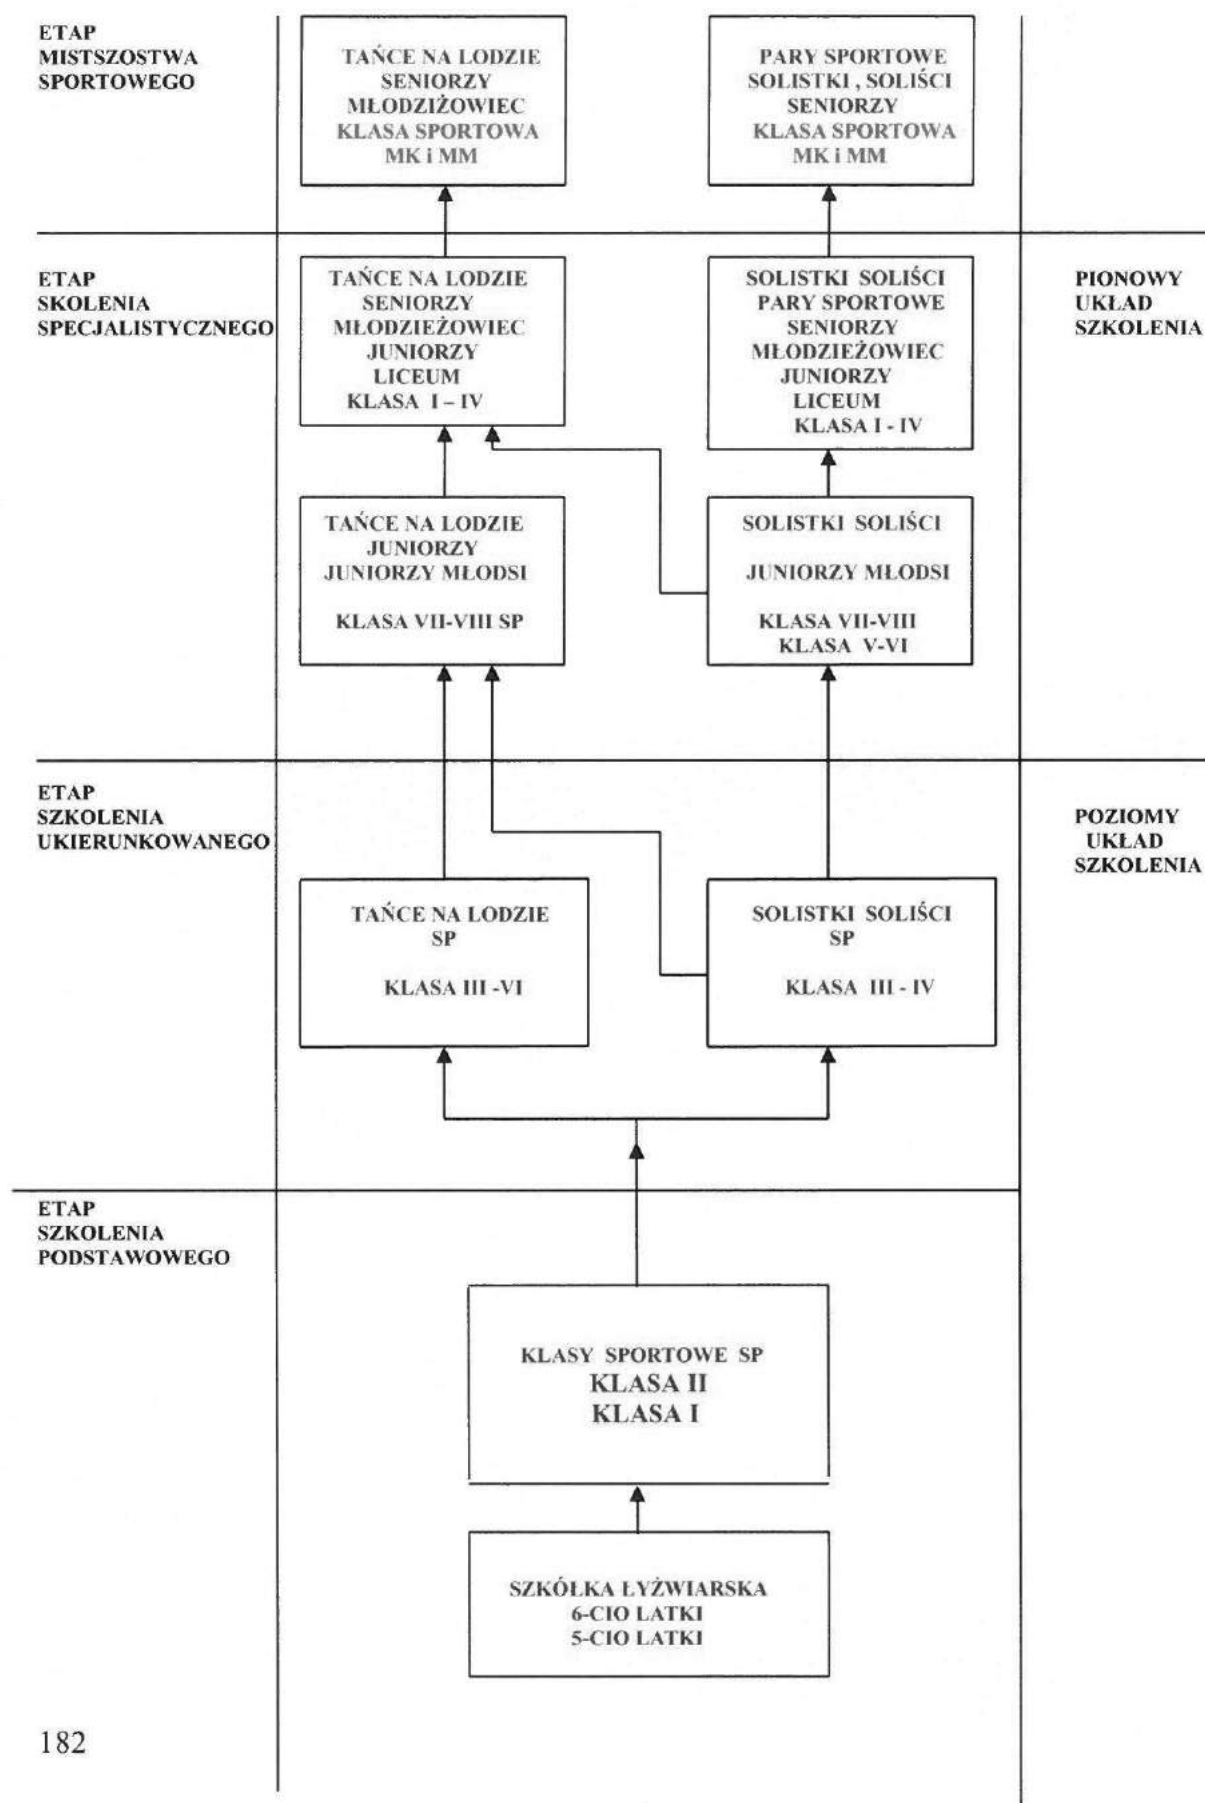 ETAP
MISTSZOSTWA
SPORTOWEGO
TAŃCE NA LODZIE
SENIORZY
MŁODZIŻOWIEC
KLASA SPORTOWA
MK i MM
PARY SPORTOWE
SOLISTKI , SOLIŚCI
SENIORZY
KLASA SPORTOWA
MK i MM
ETAP
SKOLENIA
SPECJALISTYCZNEGO
TAŃCE NA LODZIE
SENIORZY
MŁODZIEŻOWIEC
JUNIORZY
LICEUM
KLASA I – IV
SOLISTKI SOLIŚCI
PARY SPORTOWE
SENIORZY
MŁODZIEŻOWIEC
JUNIORZY
LICEUM
KLASA I - IV
PIONOWY
UKŁAD
SZKOLENIA
TAŃCE NA LODZIE
JUNIORZY
JUNIORZY MŁODSI
KLASA VII-VIII SP
SOLISTKI SOLIŚCI
JUNIORZY MŁODSI
KLASA VII-VIII
KLASA V-VI
ETAP
SZKOLENIA
UKIERUNKOWANEGO
TAŃCE NA LODZIE
SP
KLASA III -VI
SOLISTKI SOLIŚCI
SP
KLASA III - IV
POZIOMY
UKŁAD
SZKOLENIA
ETAP
SZKOLENIA
PODSTAWOWEGO
KLASY SPORTOWE SP
KLASA II
KLASA I
SZKÓŁKA ŁYŻWIARSKA
6-CIO LATKI
5-CIO LATKI
182